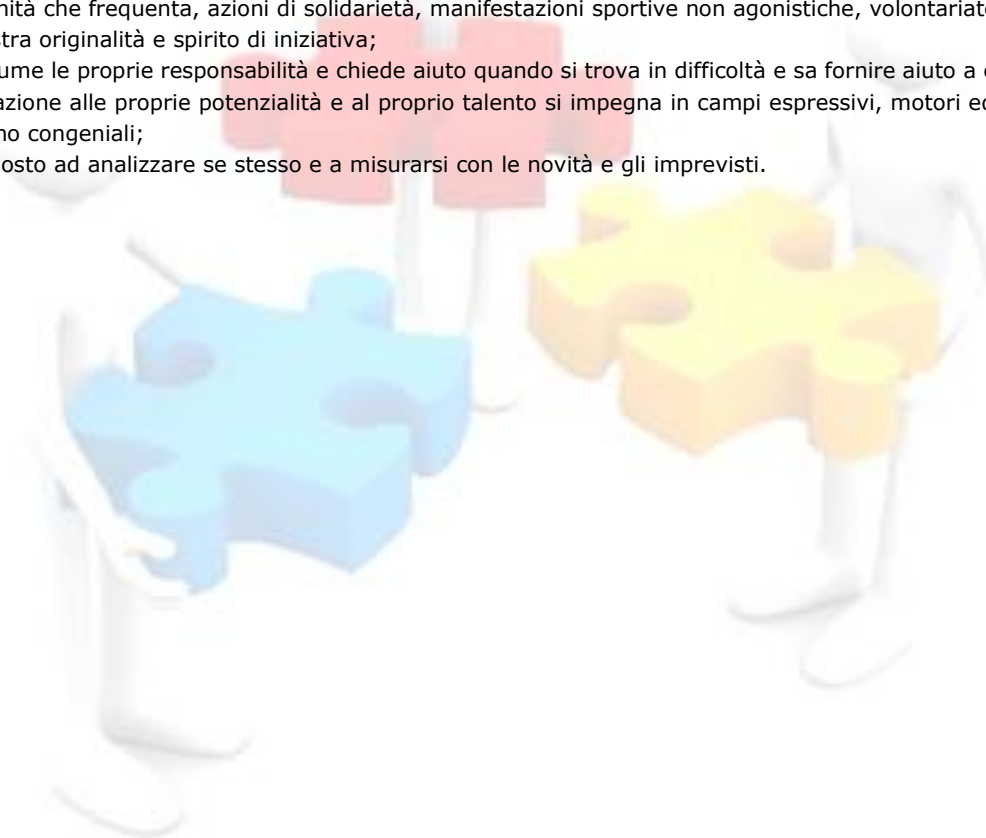 nità che frequenta, azioni di solidarietà, manifestazioni sportive non agonistiche, volontariato
stra originalità e spirito di iniziativa;
ume le proprie responsabilità e chiede aiuto quando si trova in difficoltà e sa fornire aiuto a
azione alle proprie potenzialità e al proprio talento si impegna in campi espressivi, motori ed
no congeniali;
osto ad analizzare se stesso e a misurarsi con le novità e gli imprevisti.